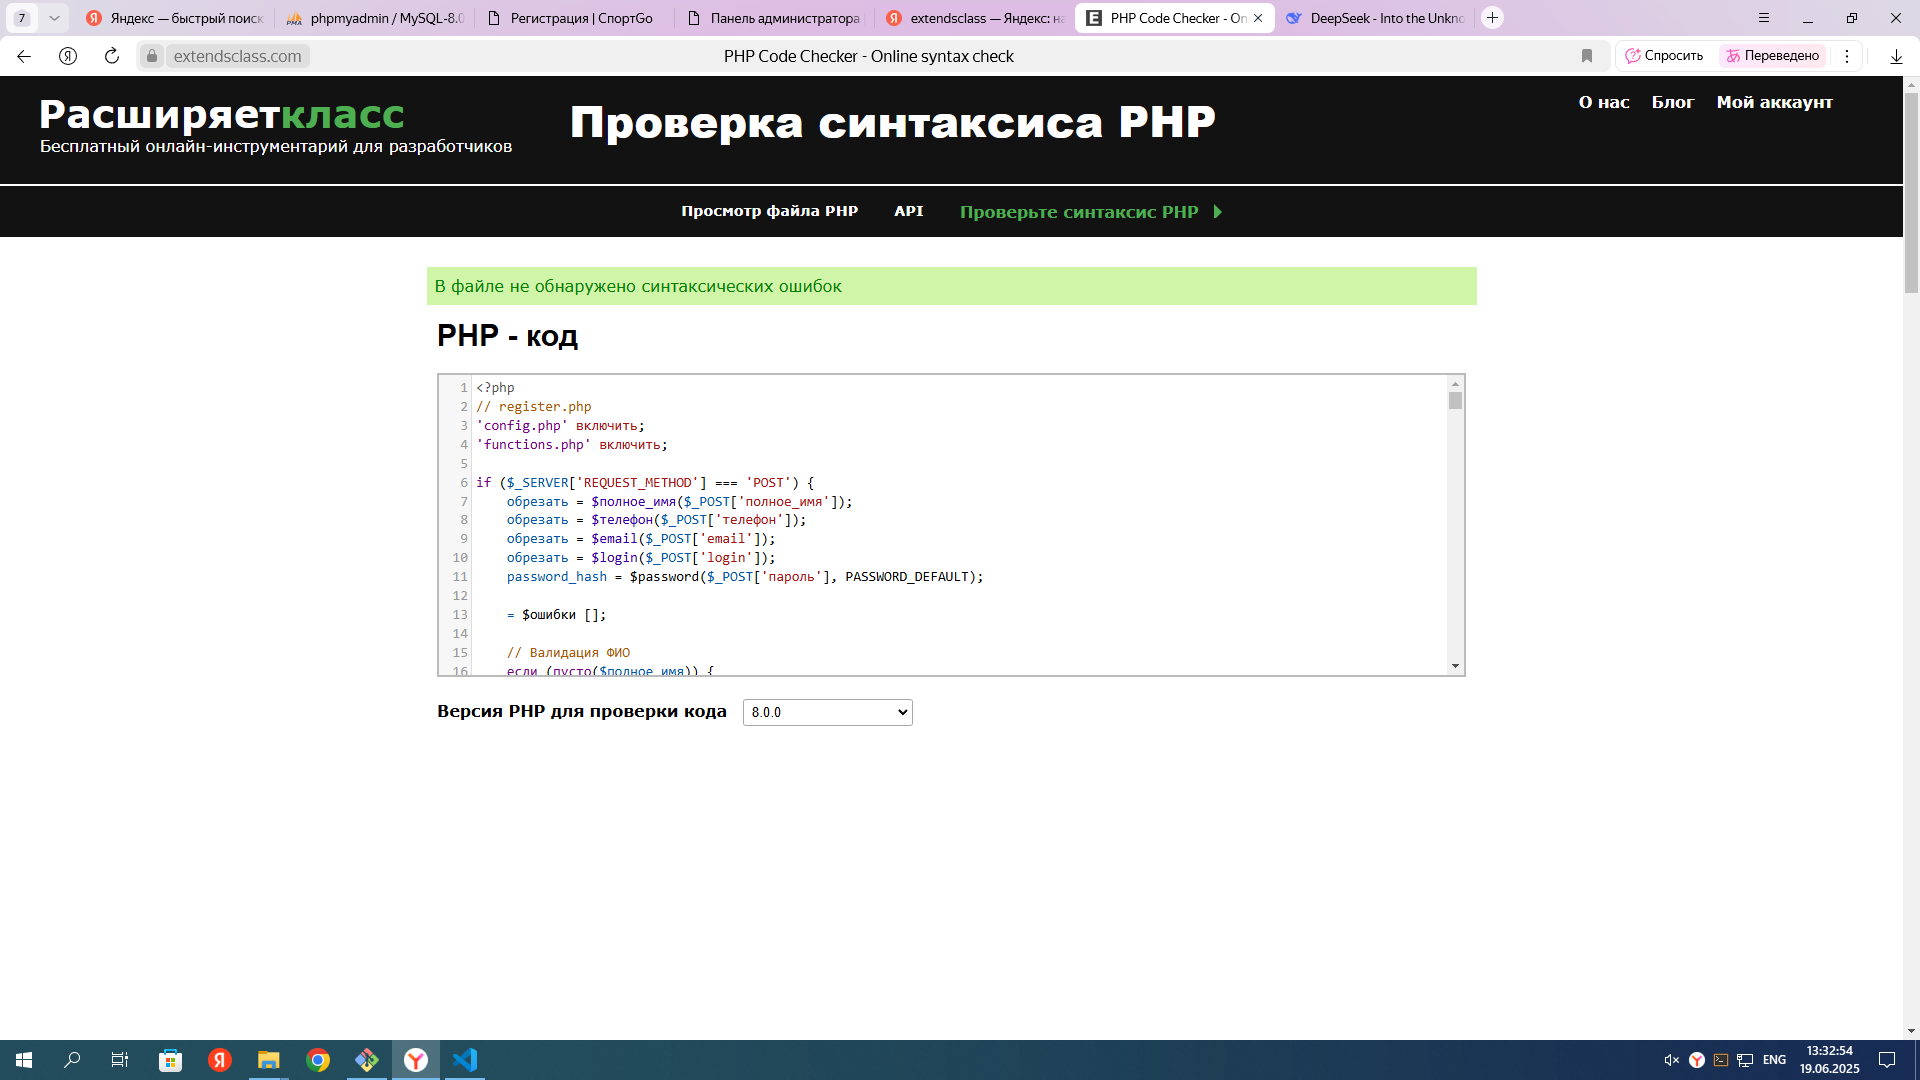 7
Яндекс — быстрый поиск
phpmyadmin / MySQL-8.0
Регистрация | СпортGo
Панель администратора
extendsclass — Яндекс: на
PHP Code Checker - On
DeepSeek - Into the Unkno
extendsclass.com
PHP Code Checker - Online syntax check
Спросить
Переведено
Расширяеткласс
Бесплатный онлайн-инструментарий для разработчиков
Проверка синтаксиса PHP
О нас
Блог
Мой аккаунт
Просмотр файла PHP
API
Проверьте синтаксис PHP
В файле не обнаружено синтаксических ошибок
PHP - код
1 <?php
2 // register.php
3 'config.php' включить;
4 'functions.php' включить;
5
6 if ($_SERVER['REQUEST_METHOD'] === 'POST') {
7 обрезать = $полное_имя($_POST['полное_имя']);
8 обрезать = $телефон($_POST['телефон']);
9 обрезать = $email($_POST['email']);
10 обрезать = $login($_POST['login']);
11 password_hash = $password($_POST['пароль'], PASSWORD_DEFAULT);
12
13 = $ошибки [];
14
15 // Валидация ФИО
16 если (пусто($полное_имя)) {
Версия PHP для проверки кода
8.0.0
ENG
13:32:54
19.06.2025